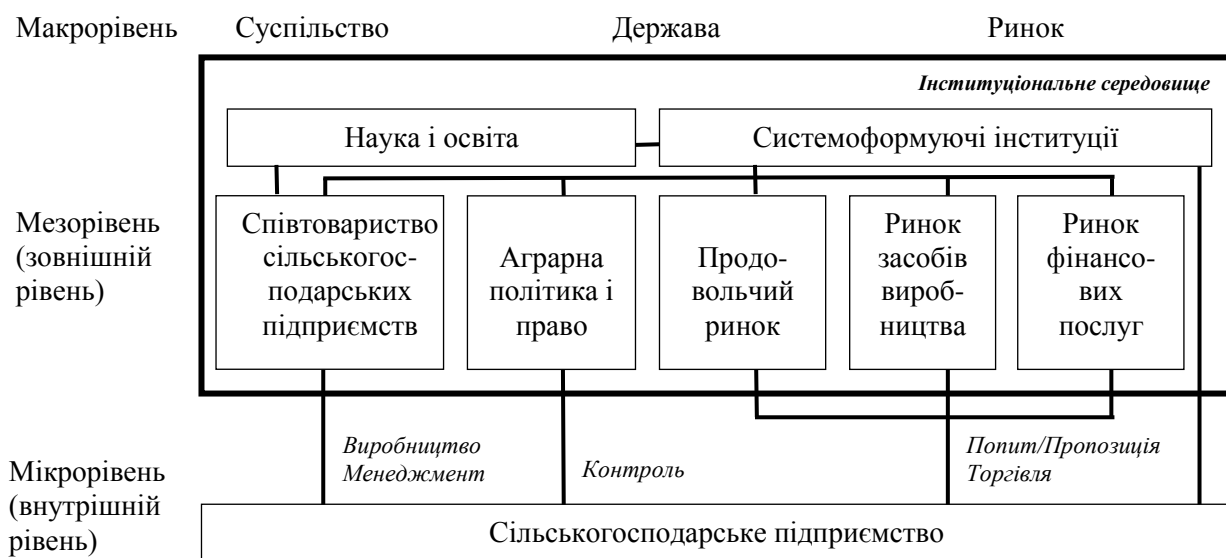 Макрорівень Суспільство Держава Ринок
Інституціональне середовище
Наука і освіта
Системоформуючі інституції
Мезорівень
(зовнішній
рівень)
Співтовариство
сільськогос-
подарських
підприємств
Аграрна
політика і
право
Продо-
вольчий
ринок
Ринок
засобів
вироб-
ництва
Ринок
фінансо-
вих
послуг
Виробництво
Менеджмент
Контроль
Попит/Пропозиція
Торгівля
Мікрорівень
(внутрішній
рівень)
Сільськогосподарське підприємство